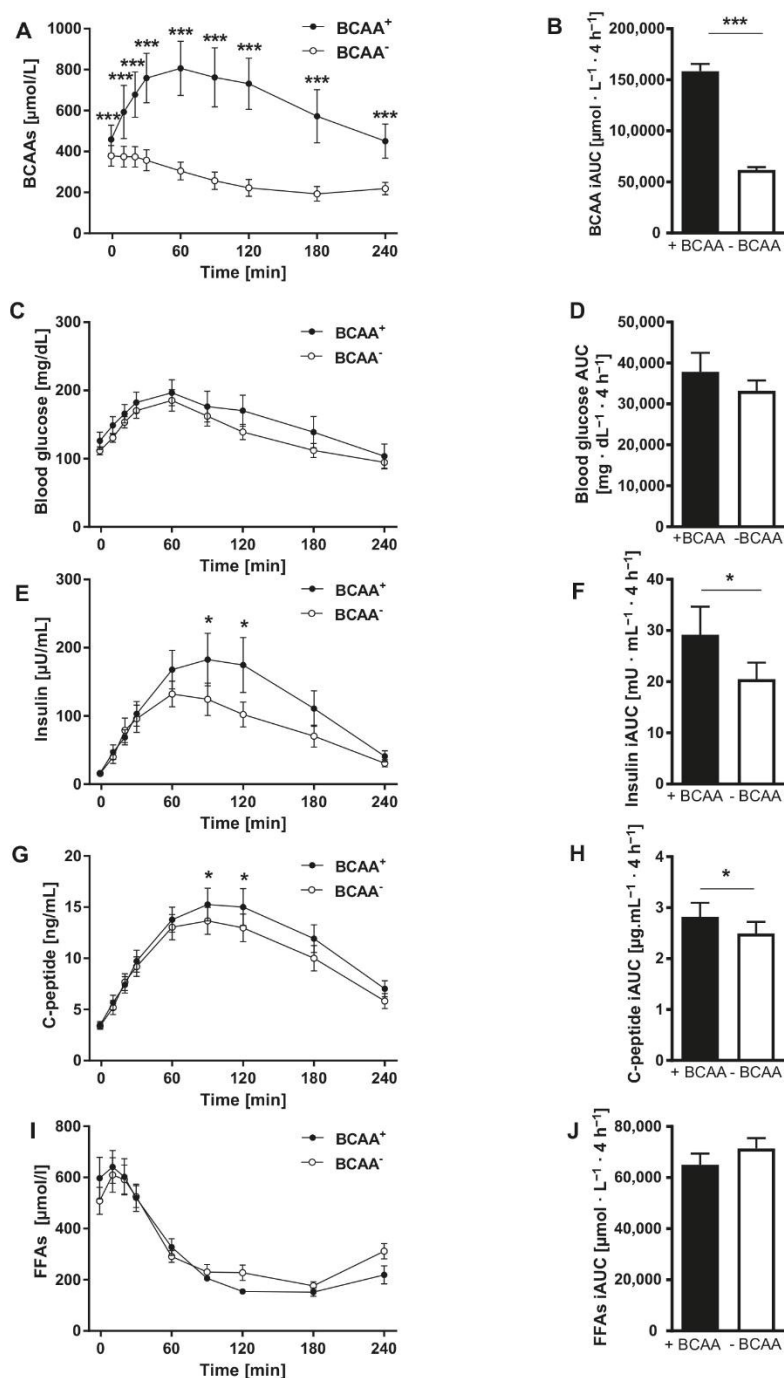 A
BCAA⁺
BCAA⁻
*** *** *** *** *** *** *** *** ***
BCAAs [µmol/L]
1000
800
600
400
200
0
0 60 120 180 240
Time [min]
B
***
BCAA iAUC [µmol · L⁻¹ · 4 h⁻¹]
200,000
150,000
100,0000
50,000
0
+ BCAA - BCAA
C
BCAA⁺
BCAA⁻
Blood glucose [mg/dL]
300
200
100
0
0 60 120 180 240
Time [min]
D
Blood glucose AUC
[mg · dL⁻¹ · 4 h⁻¹]
50,000
40,000
30,000
20,000
10,000
0
+BCAA -BCAA
E
BCAA⁺
BCAA⁻
* *
Insulin [µU/mL]
300
200
100
0
0 60 120 180 240
Time [min]
F
*
Insulin iAUC [mU · mL⁻¹ · 4 h⁻¹]
40
30
20
10
0
+ BCAA - BCAA
G
BCAA⁺
BCAA⁻
* *
C-peptide [ng/mL]
20
15
10
5
0
0 60 120 180 240
Time [min]
H
*
C-peptide iAUC [µg.mL⁻¹ · 4 h⁻¹]
4
3
2
1
0
+ BCAA - BCAA
I
BCAA⁺
BCAA⁻
FFAs [µmol/l]
800
600
400
200
0
0 60 120 180 240
Time [min]
J
FFAs iAUC [µmol · L⁻¹ · 4 h⁻¹]
80,000
60,000
40,000
20,000
0
+ BCAA - BCAA